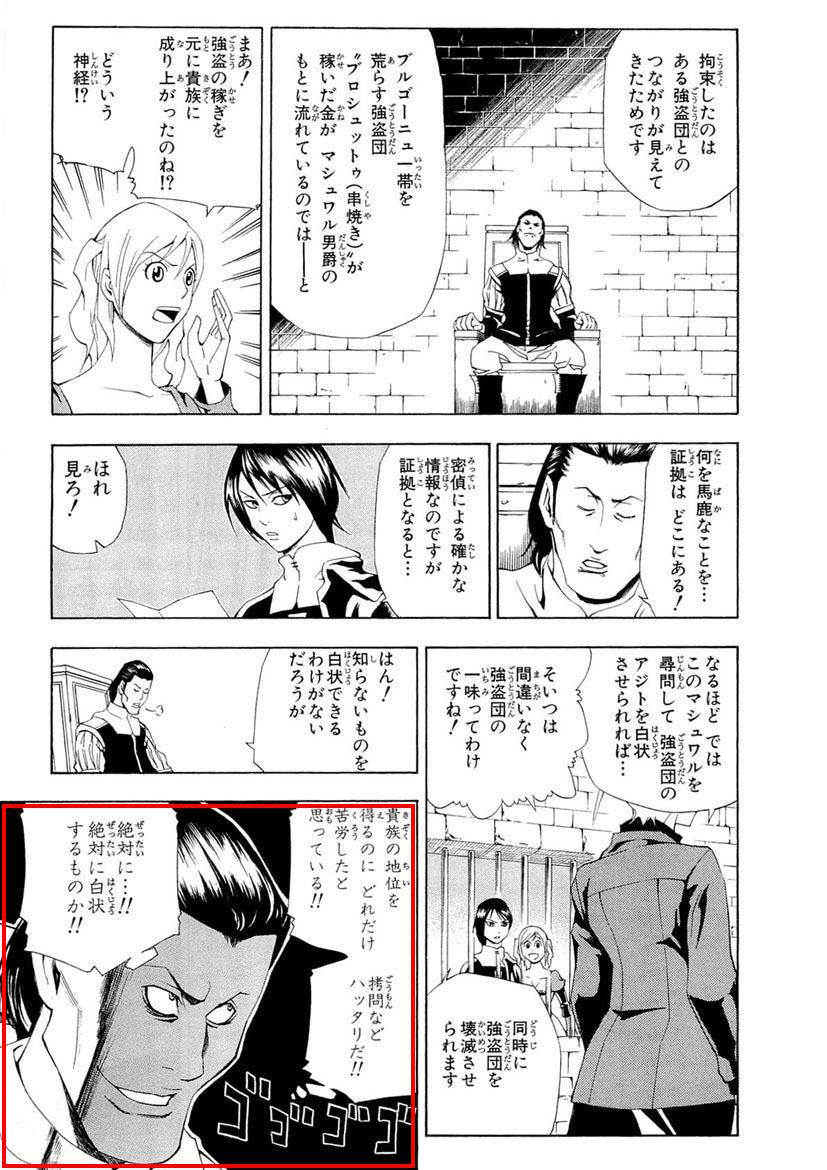 拘束したのは
ある強盗団との
つながりが見えて
きたためです
ブルゴーニュ一帯を
荒らす強盗団
“ブロシュットゥ(串焼き)”が
稼いだ金が マシュワル男爵の
もとに流れているのでは——と
まあ!
強盗の稼ぎを
元に貴族に
成り上がったのね!?
どういう
神経!?
何を馬鹿なことを…
証拠は どこにある!
密偵による確かな
情報なのですが
証拠となると…
ほれ
見ろ!
なるほど では
このマシュワルを
尋問して 強盗団の
アジトを白状
させられれば…
そいつは
間違いなく
強盗団の
一味ってわけ
ですね!
同時に
強盗団を
壊滅させ
られます
はん!
知らないものを
白状できる
わけがない
だろうが
貴族の地位を
得るのに どれだけ
苦労したと
思っている!!
拷問など
ハッタリだ!!
絶対に…!!
絶対に白状
するものか!!
ゴゴゴゴ